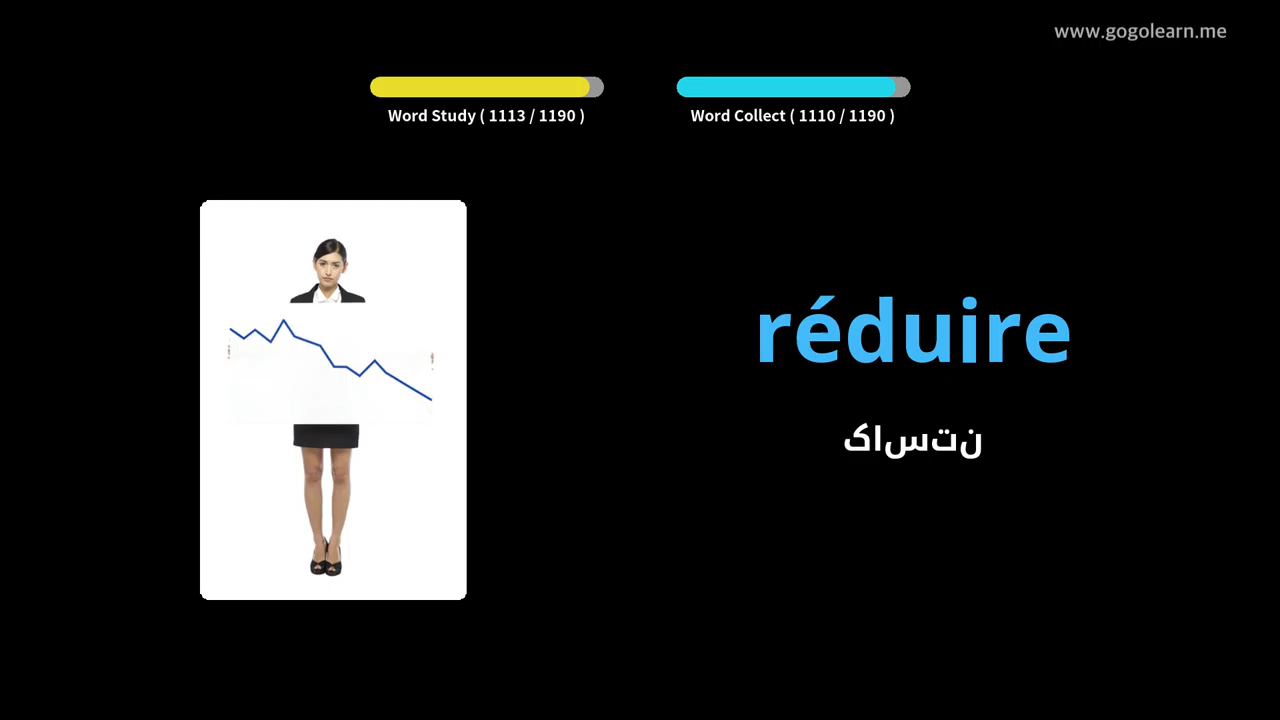 www.gogolearn.me
Word Study ( 1113 / 1190 )
Word Collect ( 1110 / 1190 )
réduire
کاستن